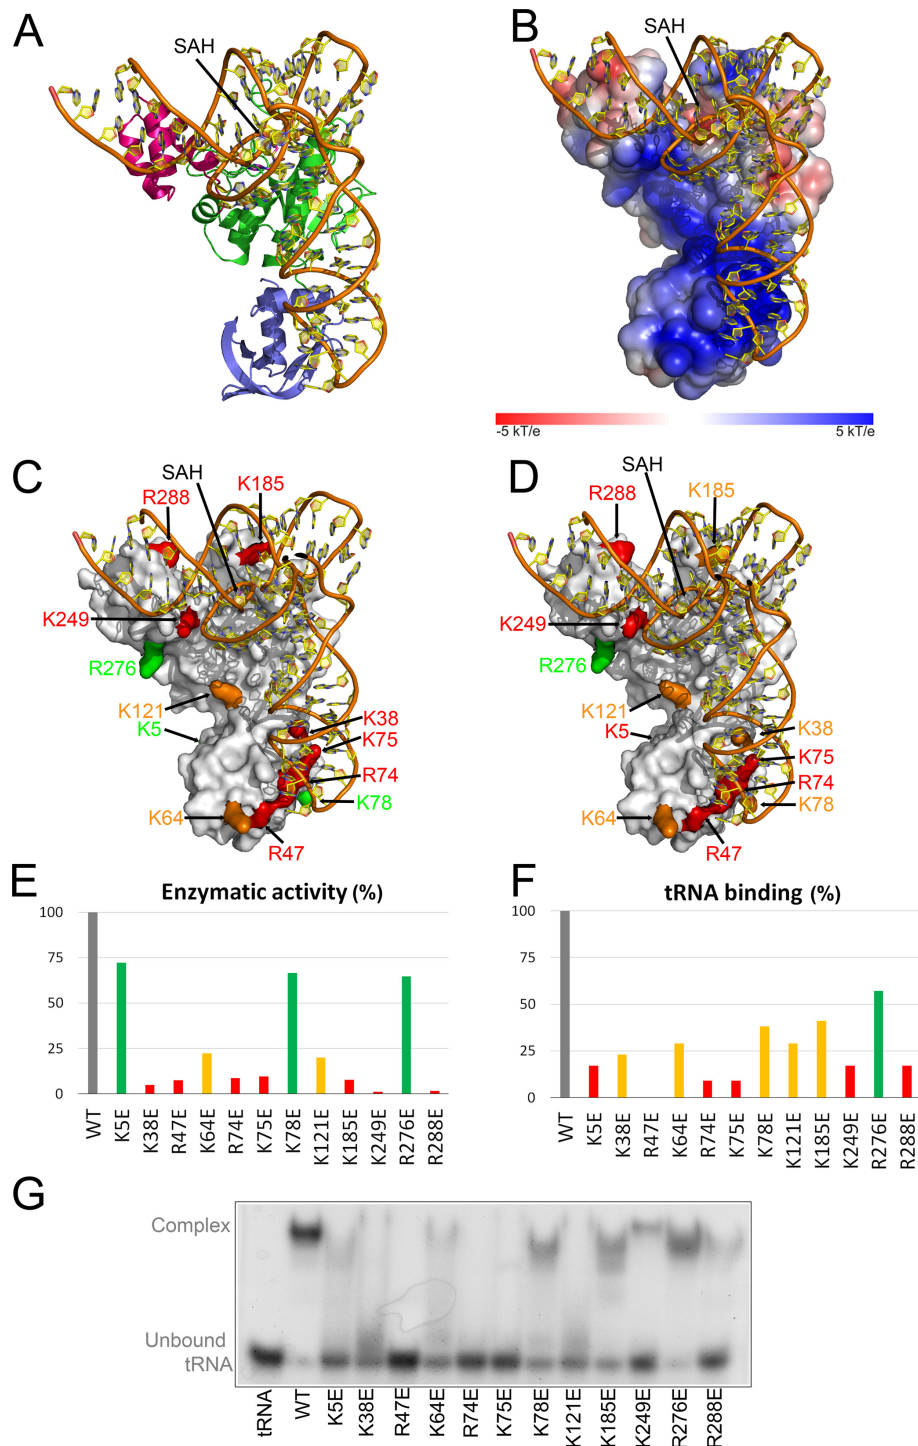 A
SAH
B
SAH
-5 kT/e
5 kT/e
C
SAH
K185
R288
K249
R276
K121
K5
K38
K75
R74
K78
K64
R47
D
SAH
K185
R288
K249
R276
K121
K5
K38
K75
R74
K78
K64
R47
E
Enzymatic activity (%)
100
75
50
25
0
WT
K5E
K38E
R47E
K64E
R74E
K75E
K78E
K121E
K185E
K249E
R276E
R288E
F
tRNA binding (%)
100
75
50
25
0
WT
K5E
K38E
R47E
K64E
R74E
K75E
K78E
K121E
K185E
K249E
R276E
R288E
G
Complex
Unbound
tRNA
tRNA
WT
K5E
K38E
R47E
K64E
R74E
K75E
K78E
K121E
K185E
K249E
R276E
R288E